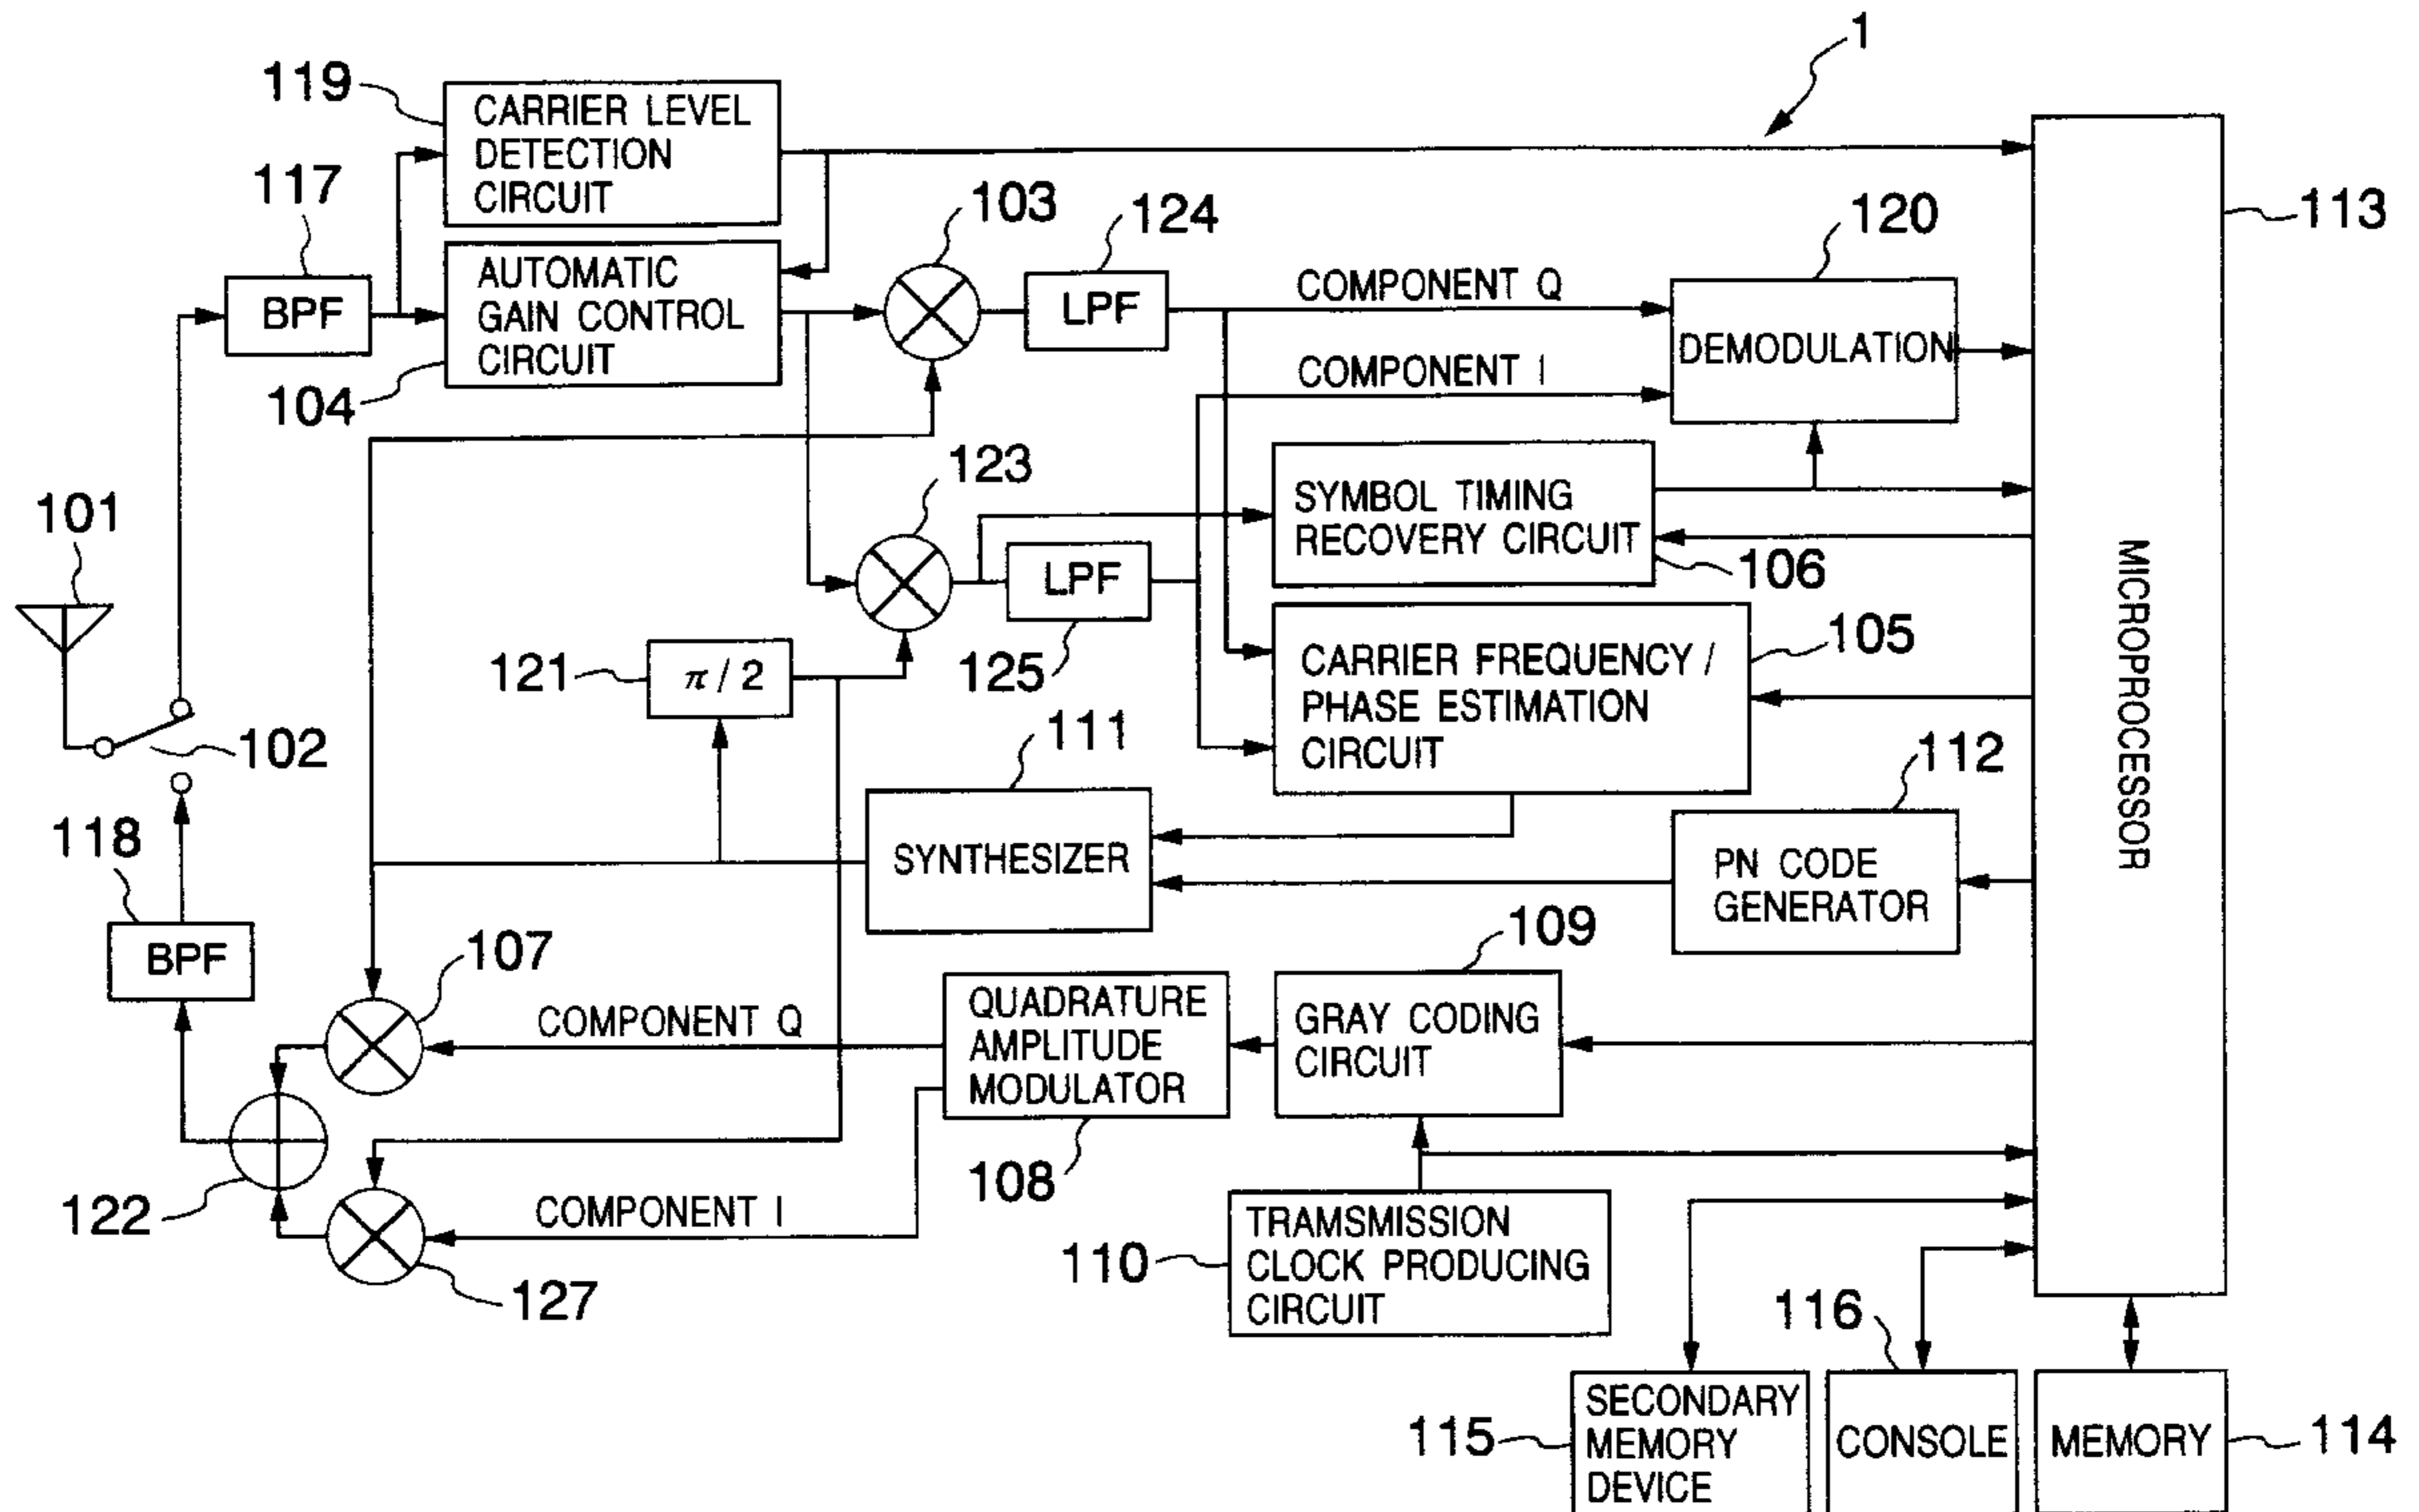 1
119
CARRIER LEVEL
DETECTION
CIRCUIT
117
BPF
AUTOMATIC
GAIN CONTROL
CIRCUIT
104
103
124
LPF
COMPONENT Q
COMPONENT I
120
DEMODULATION
113
MICROPROCESSOR
123
SYMBOL TIMING
RECOVERY CIRCUIT
106
101
LPF
125
121
π/2
105
CARRIER FREQUENCY/
PHASE ESTIMATION
CIRCUIT
102
111
SYNTHESIZER
112
PN CODE
GENERATOR
118
BPF
107
COMPONENT Q
QUADRATURE
AMPLITUDE
MODULATOR
108
109
GRAY CODING
CIRCUIT
122
COMPONENT I
127
110
TRAMSMISSION
CLOCK PRODUCING
CIRCUIT
116
115
SECONDARY
MEMORY
DEVICE
CONSOLE
MEMORY
114